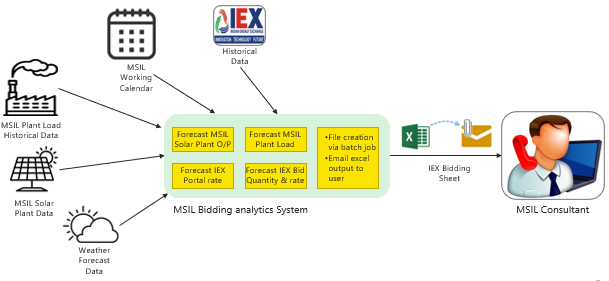 IEX
INDIAN ENERGY EXCHANGE
INNOVATION TECHNOLOGY FUTURE
Historical
Data
MSIL
Working
Calendar
MSIL Plant Load
Historical Data
MSIL Solar
Plant Data
Weather
Forecast
Data
Forecast MSIL
Solar Plant O/P
Forecast MSIL
Plant Load
Forecast IEX
Portal rate
Forecast IEX Bid
Quantity & rate
•File creation
via batch job
•Email excel
output to
user
MSIL Bidding analytics System
X
IEX Bidding
Sheet
MSIL Consultant